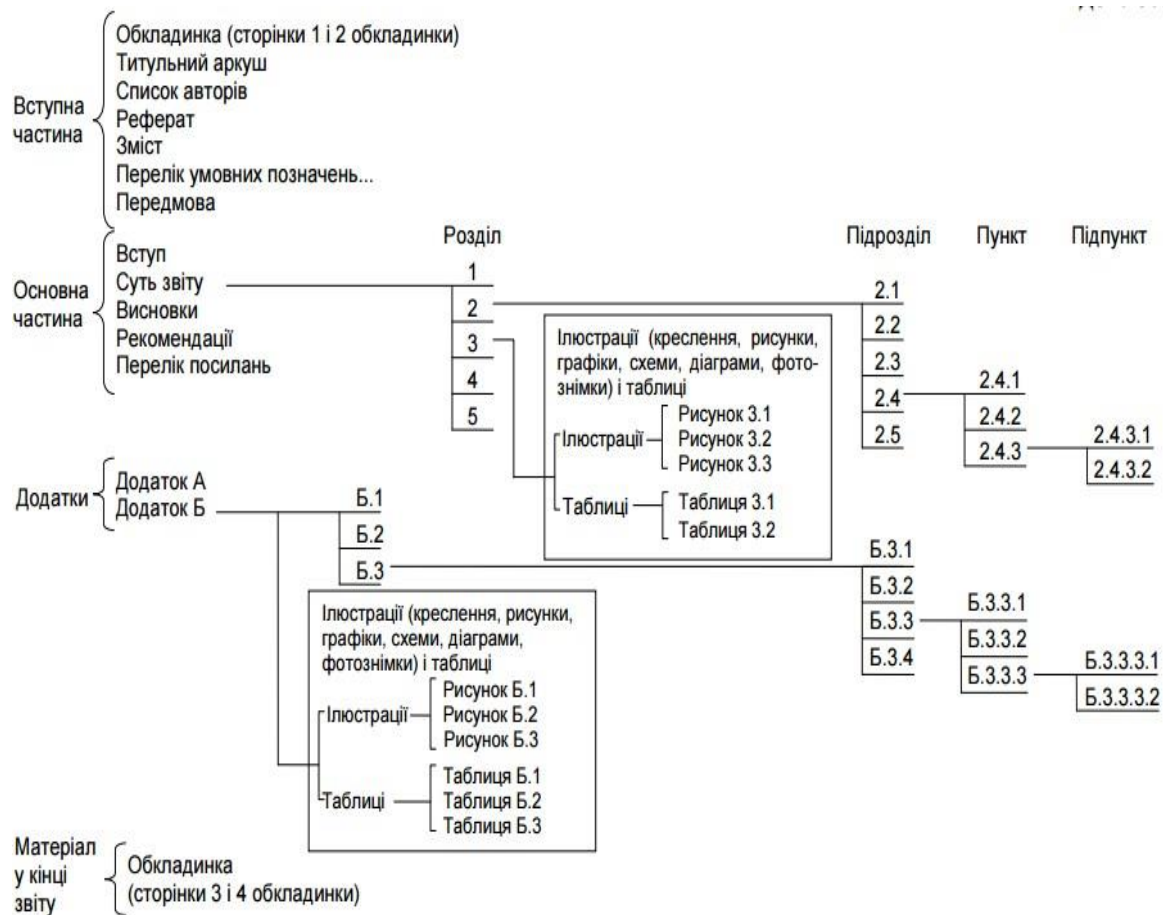 Вступна
частина
Обкладинка (сторінки 1 і 2 обкладинки)
Титульний аркуш
Список авторів
Реферат
Зміст
Перелік умовних позначень...
Передмова
Розділ
Підрозділ
Пункт
Підпункт
Основна
частина
Вступ
Суть звіту
Висновки
Рекомендації
Перелік посилань
1
2
3
4
5
Ілюстрації (креслення, рисунки,
графіки, схеми, діаграми, фото-
знімки) і таблиці
Ілюстрації
Рисунок 3.1
Рисунок 3.2
Рисунок 3.3
Таблиці
Таблиця 3.1
Таблиця 3.2
2.1
2.2
2.3
2.4
2.5
2.4.1
2.4.2
2.4.3
2.4.3.1
2.4.3.2
Додатки
Додаток А
Додаток Б
Б.1
Б.2
Б.3
Ілюстрації (креслення, рисунки,
графіки, схеми, діаграми,
фотознімки) і таблиці
Ілюстрації
Рисунок Б.1
Рисунок Б.2
Рисунок Б.3
Таблиці
Таблиця Б.1
Таблиця Б.2
Таблиця Б.3
Б.3.1
Б.3.2
Б.3.3
Б.3.4
Б.3.3.1
Б.3.3.2
Б.3.3.3
Б.3.3.3.1
Б.3.3.3.2
Матеріал
у кінці
звіту
Обкладинка
(сторінки 3 і 4 обкладинки)